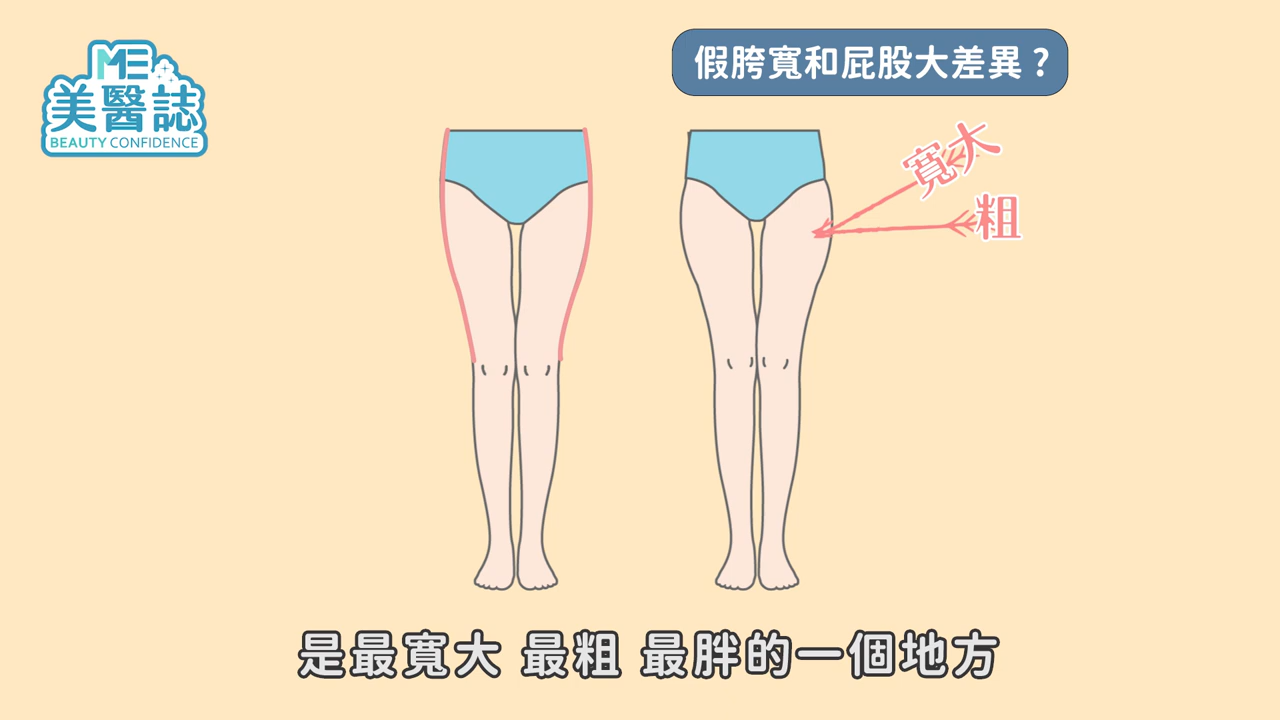 ME
美醫誌
BEAUTY CONFIDENCE
假胯寬和屁股大差異?
寬大
粗
是最寬大 最粗 最胖的一個地方